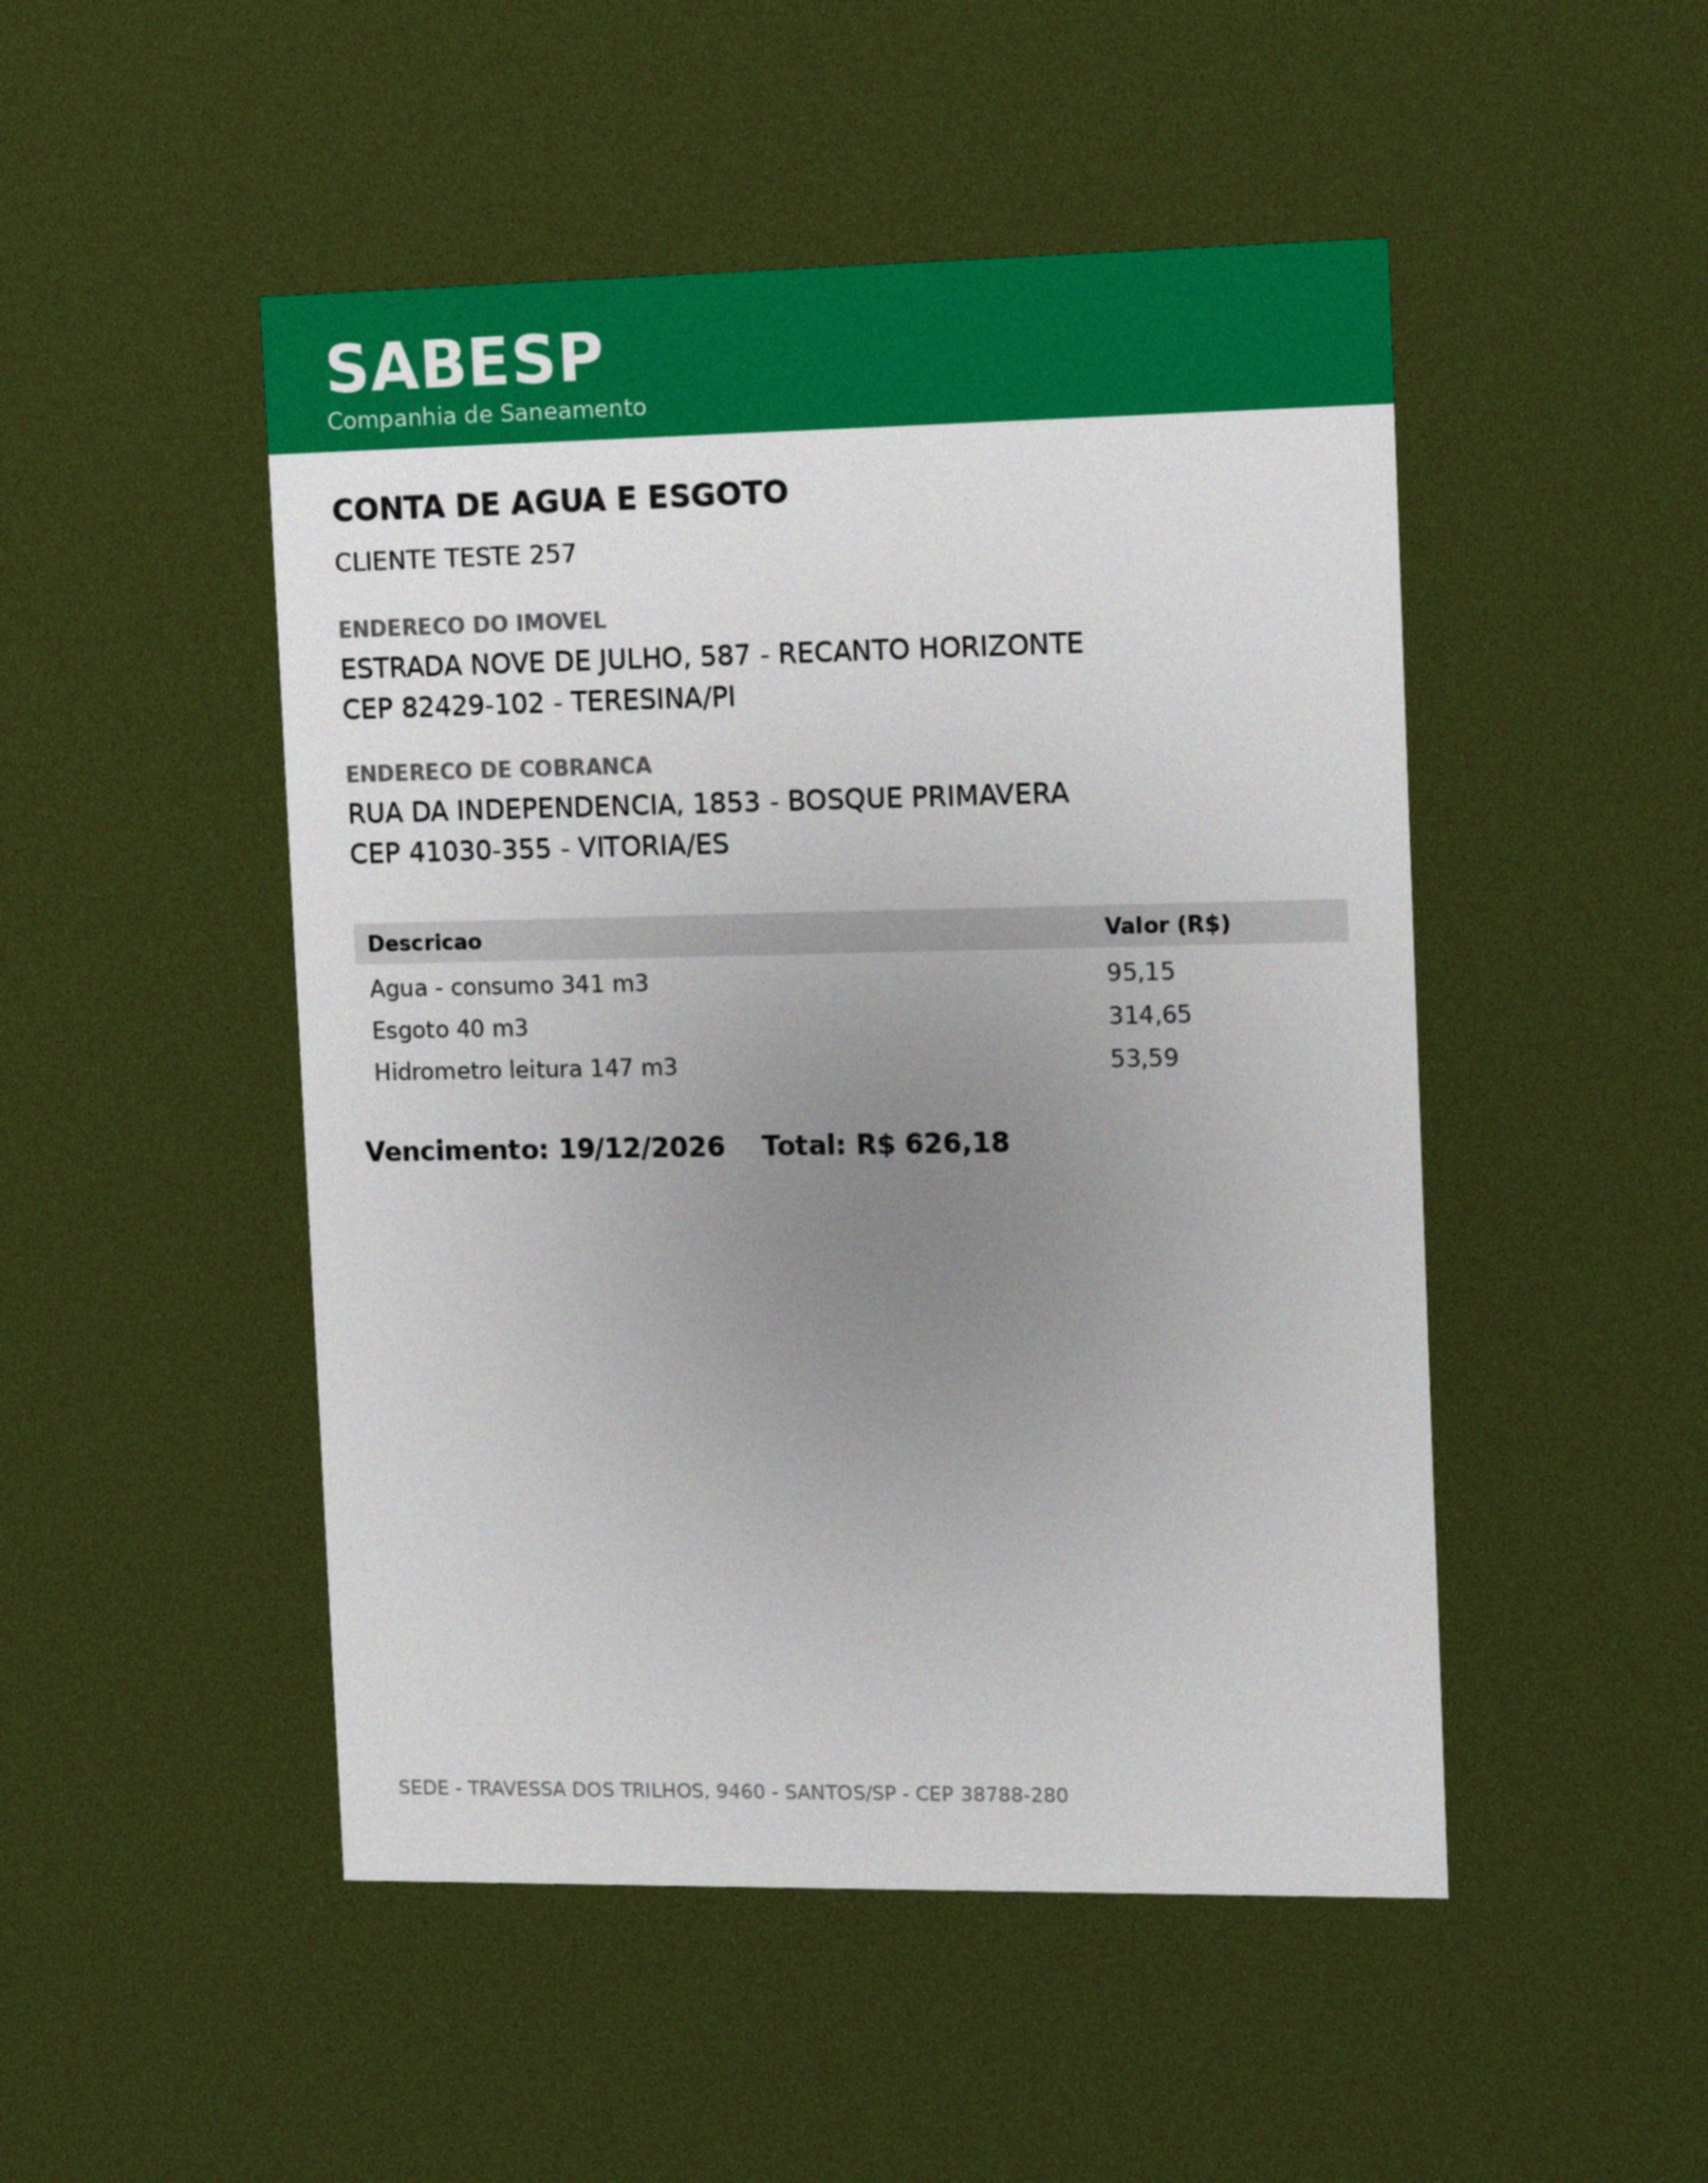 SABESP
Companhia de Saneamento
CONTA DE AGUA E ESGOTO
CLIENTE TESTE 257
ENDERECO DO IMOVEL
ESTRADA NOVE DE JULHO, 587 - RECANTO HORIZONTE
CEP 82429-102 - TERESINA/PI
ENDERECO DE COBRANCA
RUA DA INDEPENDENCIA, 1853 - BOSQUE PRIMAVERA
CEP 41030-355 - VITORIA/ES
Descricao Valor (R$)
Agua - consumo 341 m3 95,15
Esgoto 40 m3 314,65
Hidrometro leitura 147 m3 53,59
Vencimento: 19/12/2026 Total: R$ 626,18
SEDE - TRAVESSA DOS TRILHOS, 9460 - SANTOS/SP - CEP 38788-280